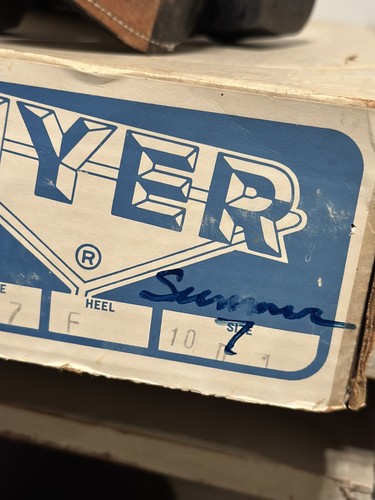 YER
®
Summer
E HEEL SIZE
7 F 10
7